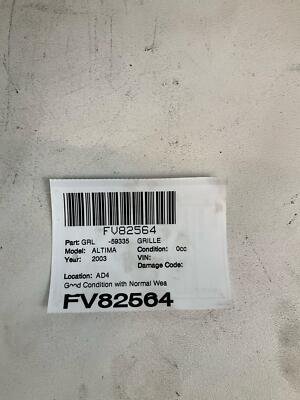 FV82564
Part: GRL -59335 GRILLE
Model: ALTIMA Condition: 0cc
Year: 2003 VIN:
Damage Code:
Location: AD4
Good Condition with Normal Wea
FV82564